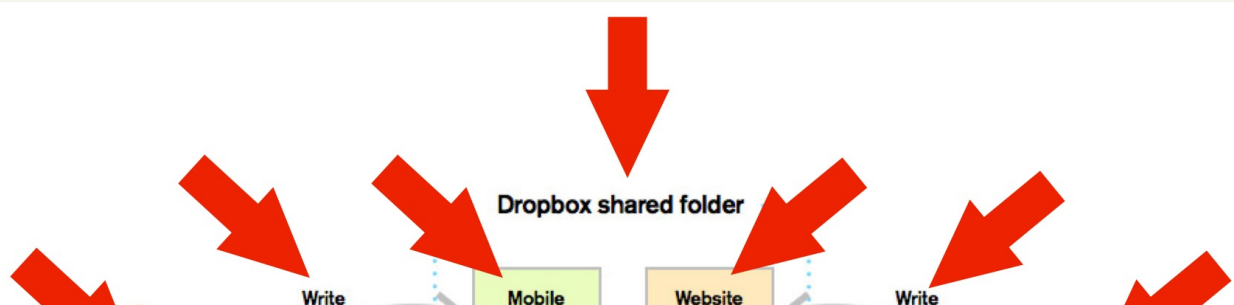 Dropbox shared folder
Write
Mobile
Website
Write